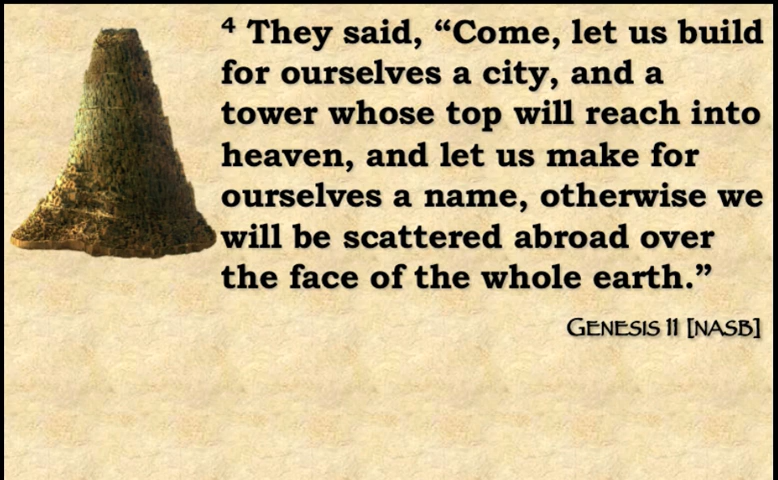 4 They said, “Come, let us build
for ourselves a city, and a
tower whose top will reach into
heaven, and let us make for
ourselves a name, otherwise we
will be scattered abroad over
the face of the whole earth.”
Genesis 11 [NASB]